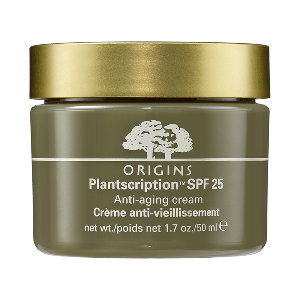 ORIGINS
Plantscription™ SPF 25
Anti-aging cream
Crème anti-vieillissement
net wt./poids net 1.7 oz./50 ml ℮